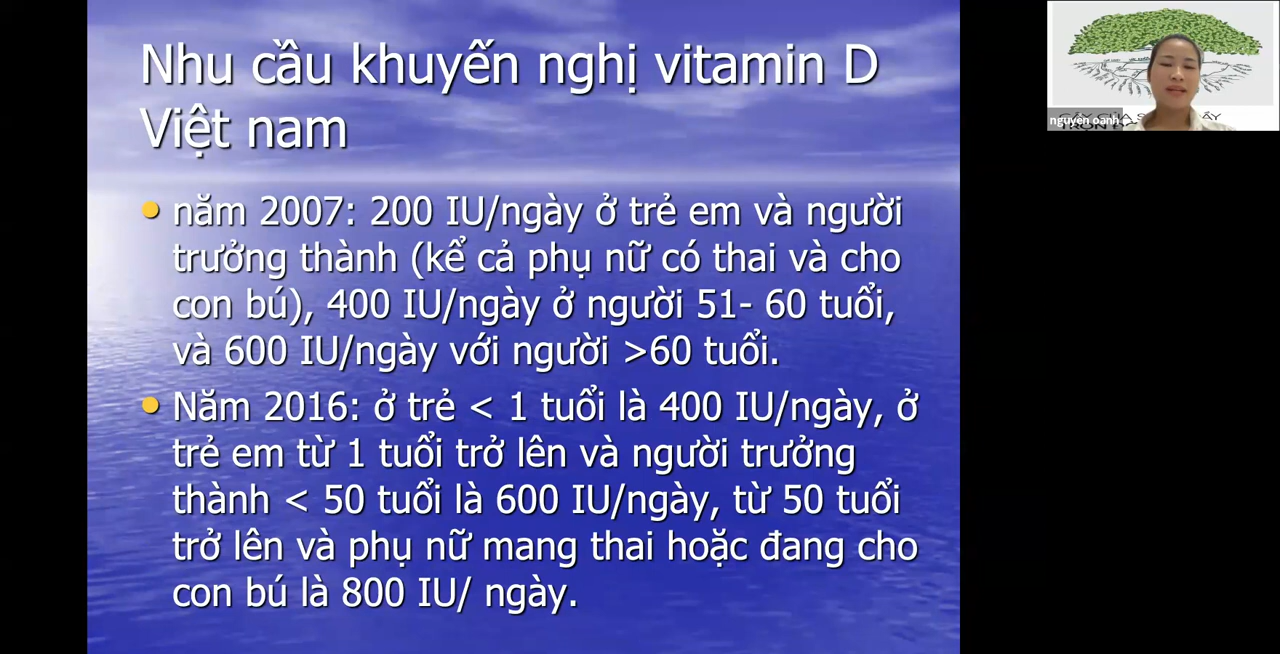 Nhu cầu khuyến nghị vitamin D
Việt nam
• năm 2007: 200 IU/ngày ở trẻ em và người
trưởng thành (kể cả phụ nữ có thai và cho
con bú), 400 IU/ngày ở người 51- 60 tuổi,
và 600 IU/ngày với người >60 tuổi.
• Năm 2016: ở trẻ < 1 tuổi là 400 IU/ngày, ở
trẻ em từ 1 tuổi trở lên và người trưởng
thành < 50 tuổi là 600 IU/ngày, từ 50 tuổi
trở lên và phụ nữ mang thai hoặc đang cho
con bú là 800 IU/ ngày.
nguyen oanh